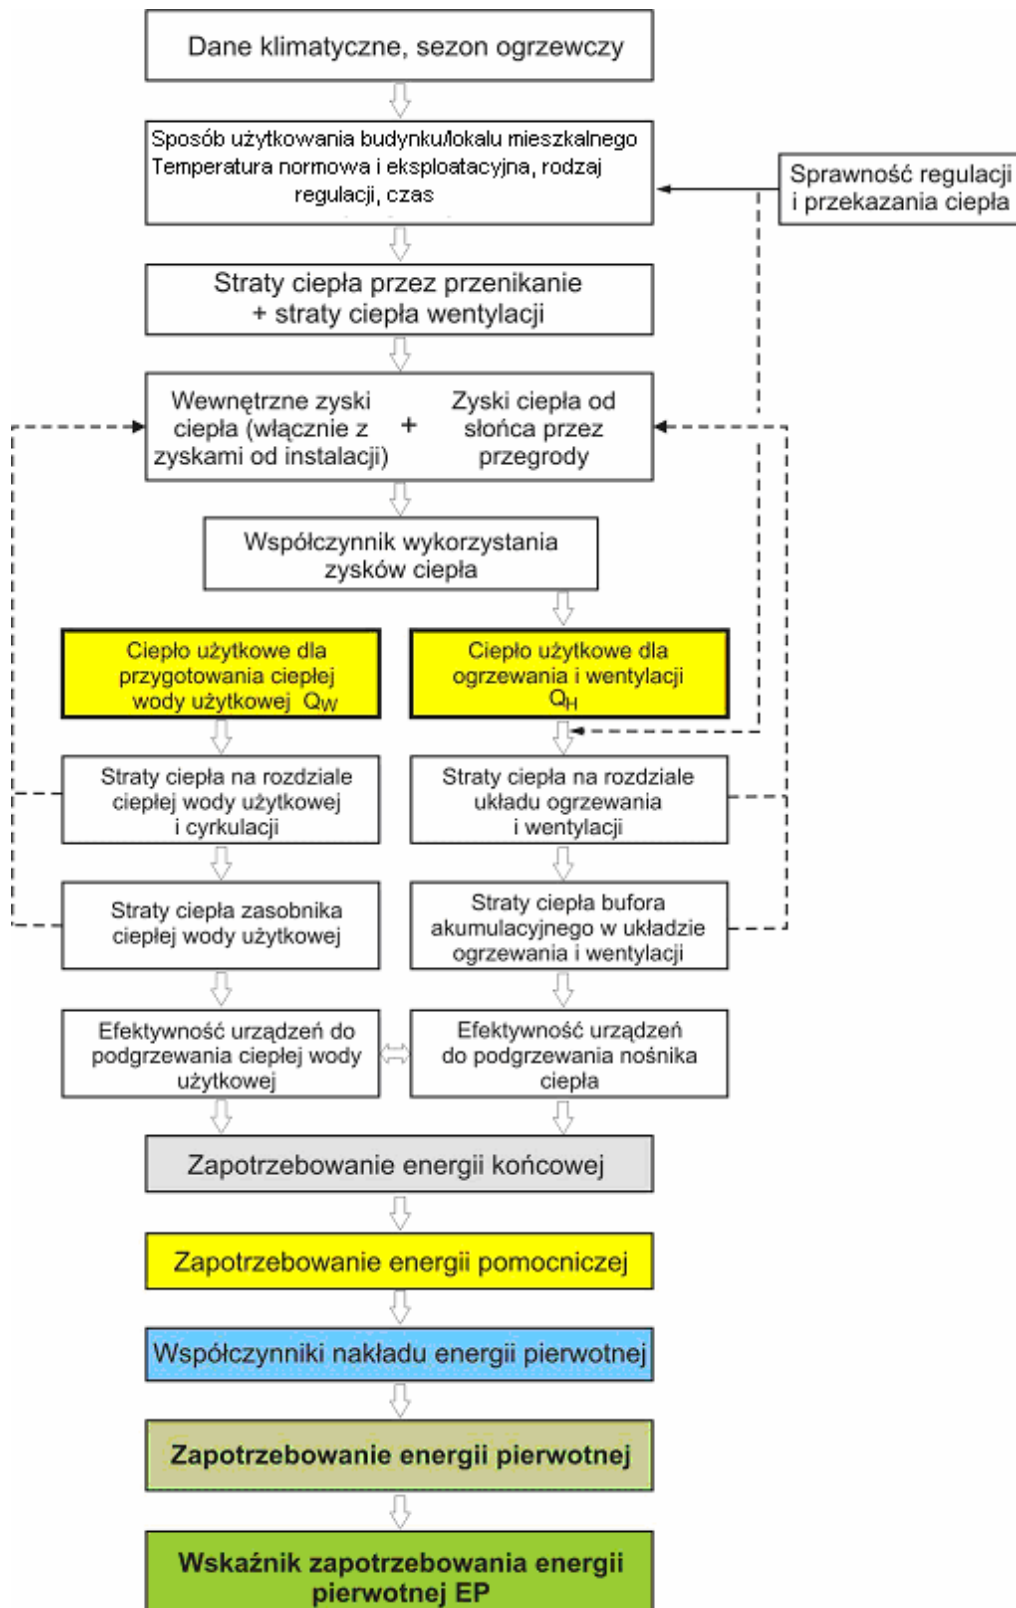 Dane klimatyczne, sezon ogrzewczy
Sposób użytkowania budynku/lokalu mieszkalnego
Temperatura normowa i eksploatacyjna, rodzaj
regulacji, czas
Sprawność regulacji
i przekazania ciepła
Straty ciepła przez przenikanie
+ straty ciepła wentylacji
Wewnętrzne zyski
ciepła (włącznie z
zyskami od instalacji)
+
Zyski ciepła od
słońca przez
przegrody
Współczynnik wykorzystania
zysków ciepła
Ciepło użytkowe dla
przygotowania ciepłej
wody użytkowej QW
Ciepło użytkowe dla
ogrzewania i wentylacji
QH
Straty ciepła na rozdziale
ciepłej wody użytkowej
i cyrkulacji
Straty ciepła na rozdziale
układu ogrzewania
i wentylacji
Straty ciepła zasobnika
ciepłej wody użytkowej
Straty ciepła bufora
akumulacyjnego w układzie
ogrzewania i wentylacji
Efektywność urządzeń do
podgrzewania ciepłej wody
użytkowej
Efektywność urządzeń
do podgrzewania nośnika
ciepła
Zapotrzebowanie energii końcowej
Zapotrzebowanie energii pomocniczej
Współczynniki nakładu energii pierwotnej
Zapotrzebowanie energii pierwotnej
Wskaźnik zapotrzebowania energii
pierwotnej EP